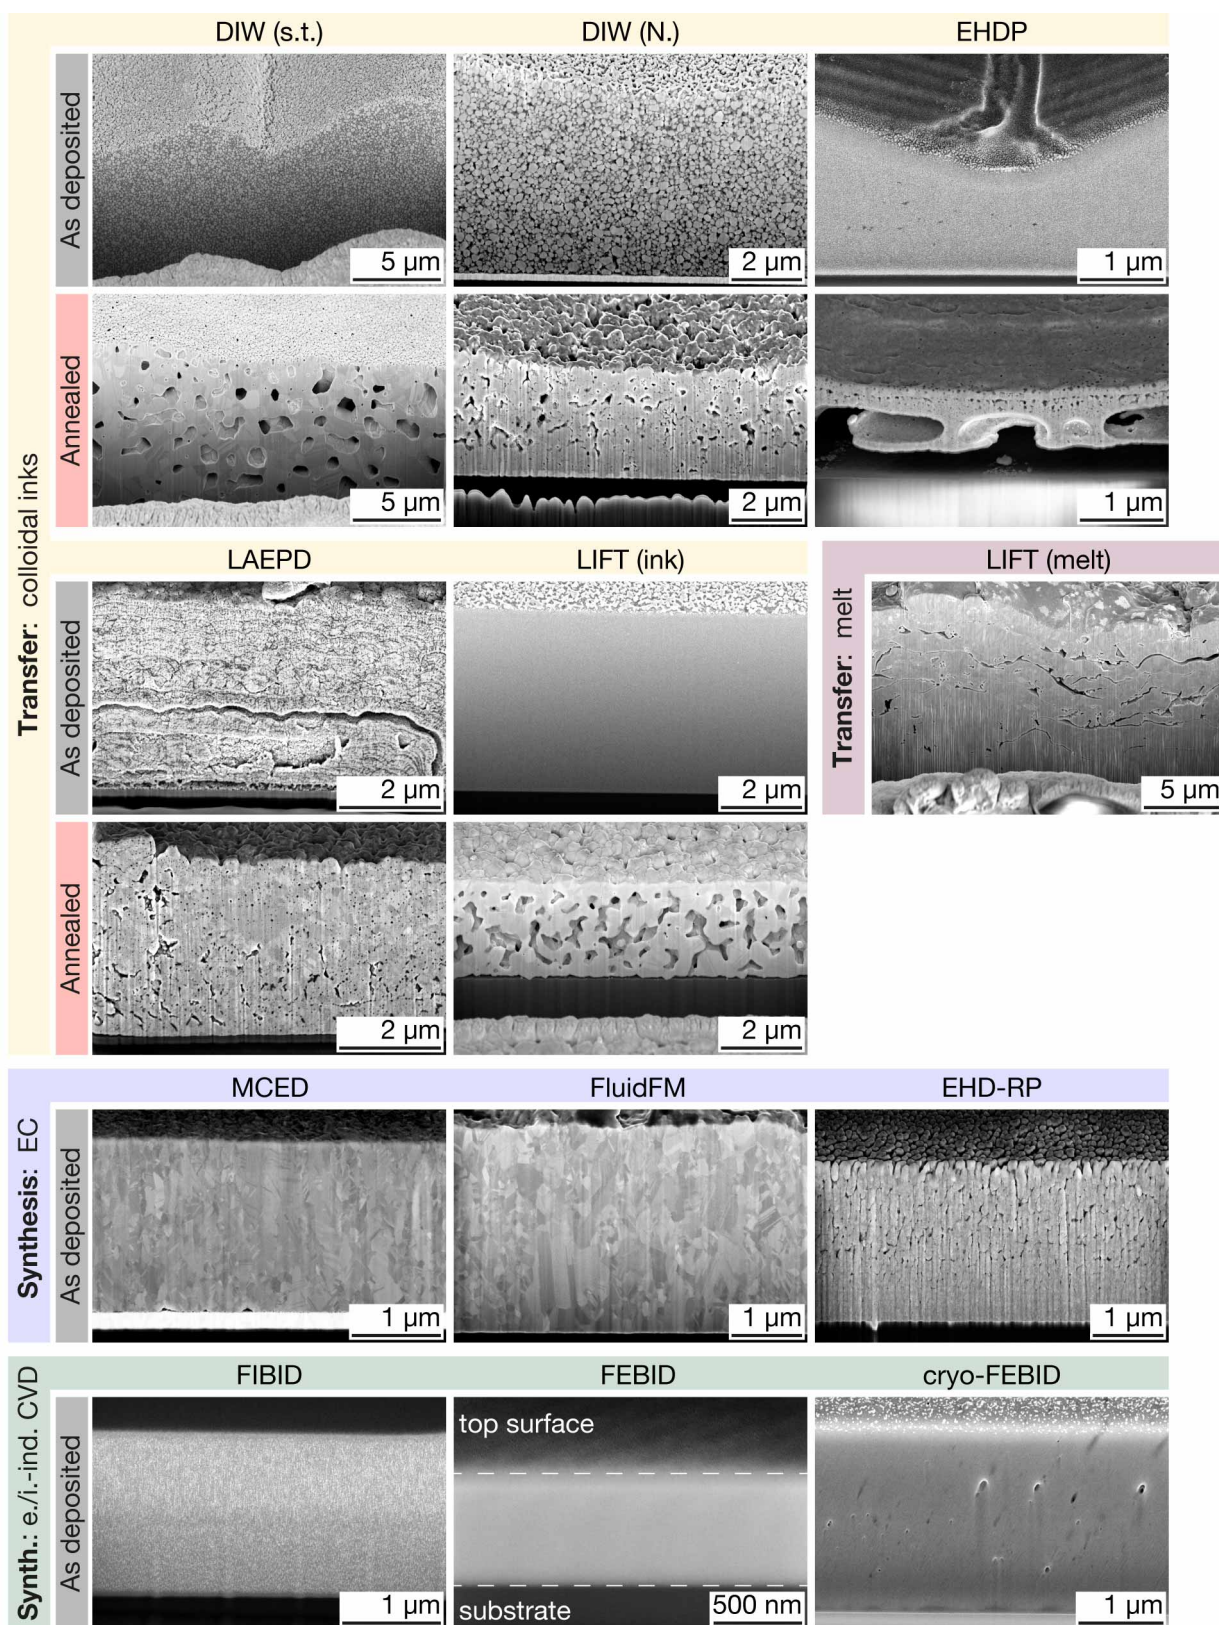 DIW (s.t.)
DIW (N.)
EHDP
Transfer: colloidal inks
As deposited
5 µm
2 µm
1 µm
Annealed
5 µm
2 µm
1 µm
LAEPD
LIFT (ink)
LIFT (melt)
As deposited
2 µm
2 µm
Transfer: melt
5 µm
Annealed
2 µm
2 µm
MCED
FluidFM
EHD-RP
Synthesis: EC
As deposited
1 µm
1 µm
1 µm
FIBID
FEBID
cryo-FEBID
Synth.: e./i.-ind. CVD
As deposited
1 µm
top surface
substrate
500 nm
1 µm